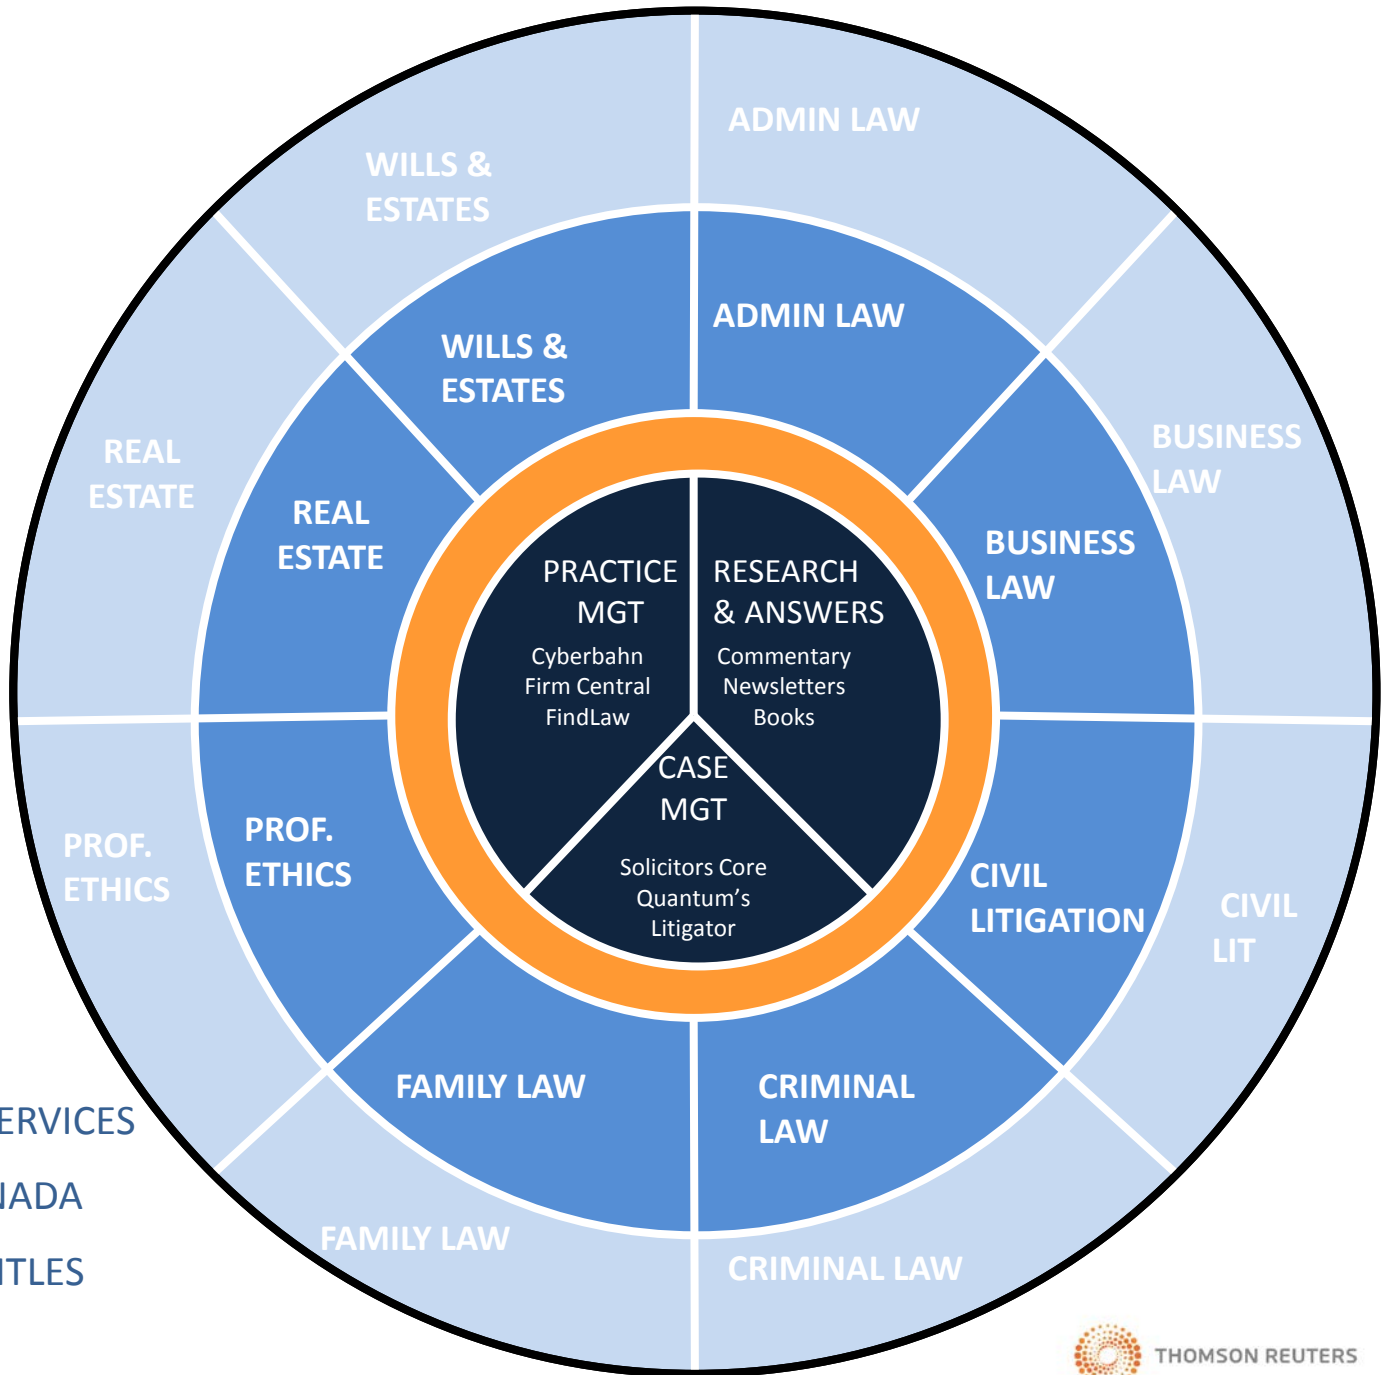 ADMIN LAW
WILLS &
ESTATES
BUSINESS
LAW
REAL
ESTATE
CIVIL
LIT
PROF.
ETHICS
CRIMINAL LAW
FAMILY LAW
ADMIN LAW
WILLS &
ESTATES
BUSINESS
LAW
REAL
ESTATE
CIVIL
LITIGATION
PROF.
ETHICS
CRIMINAL
LAW
FAMILY LAW
PRACTICE
MGT
Cyberbahn
Firm Central
FindLaw
RESEARCH
& ANSWERS
Commentary
Newsletters
Books
CASE
MGT
Solicitors Core
Quantum's
Litigator
ERVICES
NADA
ITLES
THOMSON REUTERS